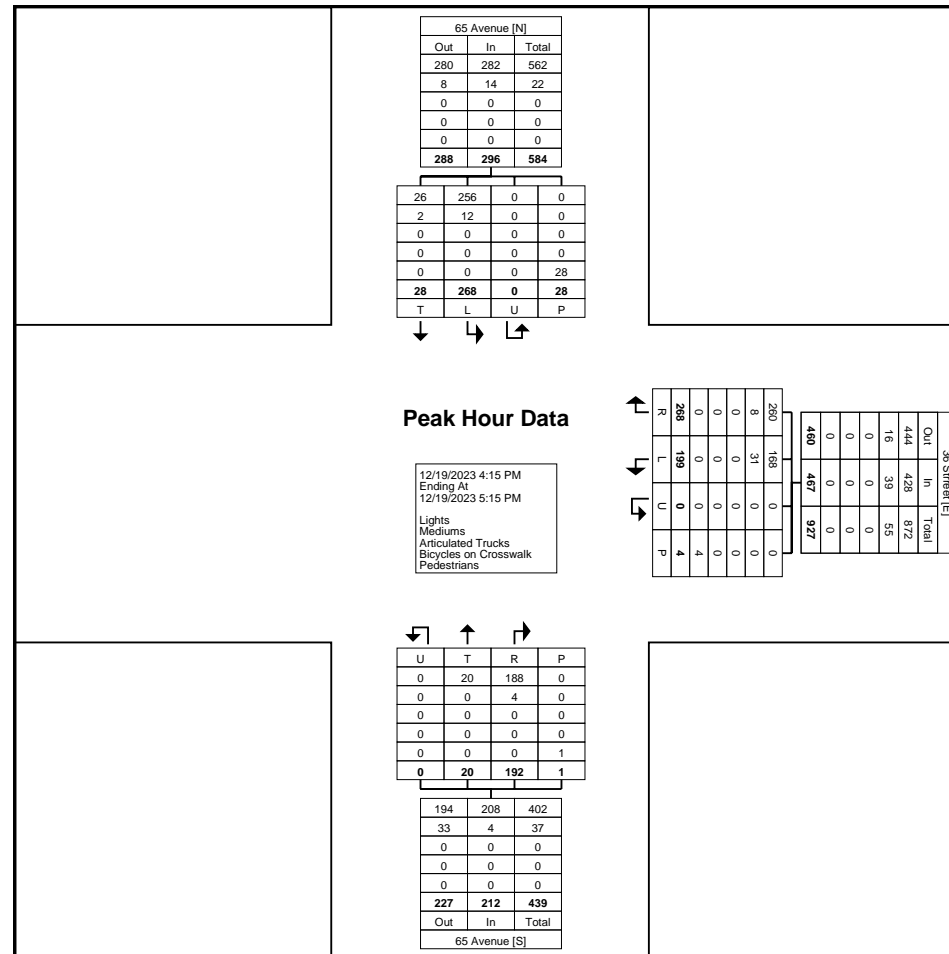 65 Avenue [N]
Out In Total
280 282 562
8 14 22
0 0 0
0 0 0
0 0 0
288 296 584
26 256 0 0
2 12 0 0
0 0 0 0
0 0 0 0
0 0 0 28
28 268 0 28
T L U P
Peak Hour Data
12/19/2023 4:15 PM
Ending At
12/19/2023 5:15 PM
Lights
Mediums
Articulated Trucks
Bicycles on Crosswalk
Pedestrians
36 Street [E]
Out In Total
444 428 872
16 39 55
0 0 0
0 0 0
0 0 0
460 467 927
260 168 0 0
8 31 0 0
0 0 0 0
0 0 0 0
0 0 0 4
268 199 0 4
R L U P
U T R P
0 20 188 0
0 0 4 0
0 0 0 0
0 0 0 0
0 0 0 1
0 20 192 1
194 208 402
33 4 37
0 0 0
0 0 0
0 0 0
227 212 439
Out In Total
65 Avenue [S]